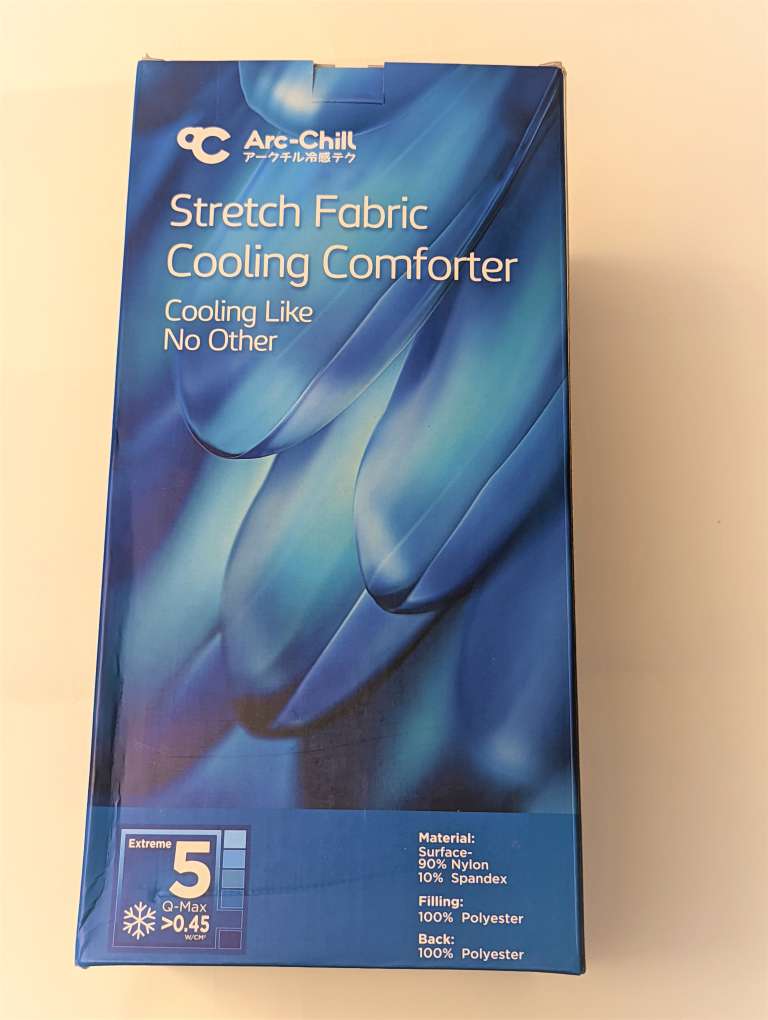 Arc-Chill
アークチル冷感テク
Stretch Fabric
Cooling Comforter
Cooling Like
No Other
Extreme
5
Q-Max
>0.45
W/CM²
Material:
Surface-
90% Nylon
10% Spandex
Filling:
100% Polyester
Back:
100% Polyester